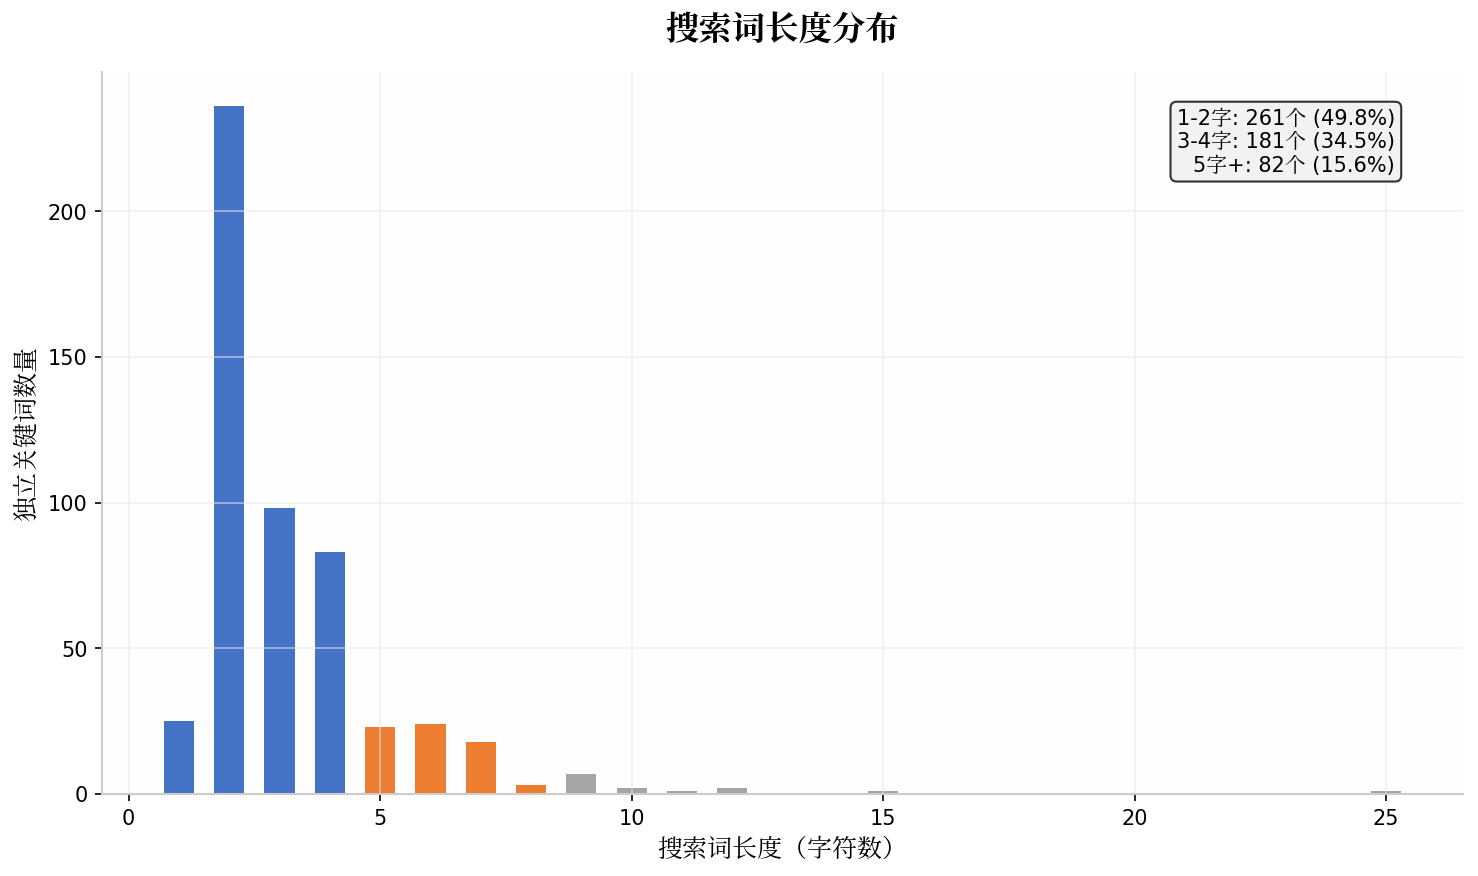 搜索词长度分布
1-2字: 261个 (49.8%)
3-4字: 181个 (34.5%)
5字+: 82个 (15.6%)
独立关键词数量
200
150
100
50
0
0 5 10 15 20 25
搜索词长度（字符数）